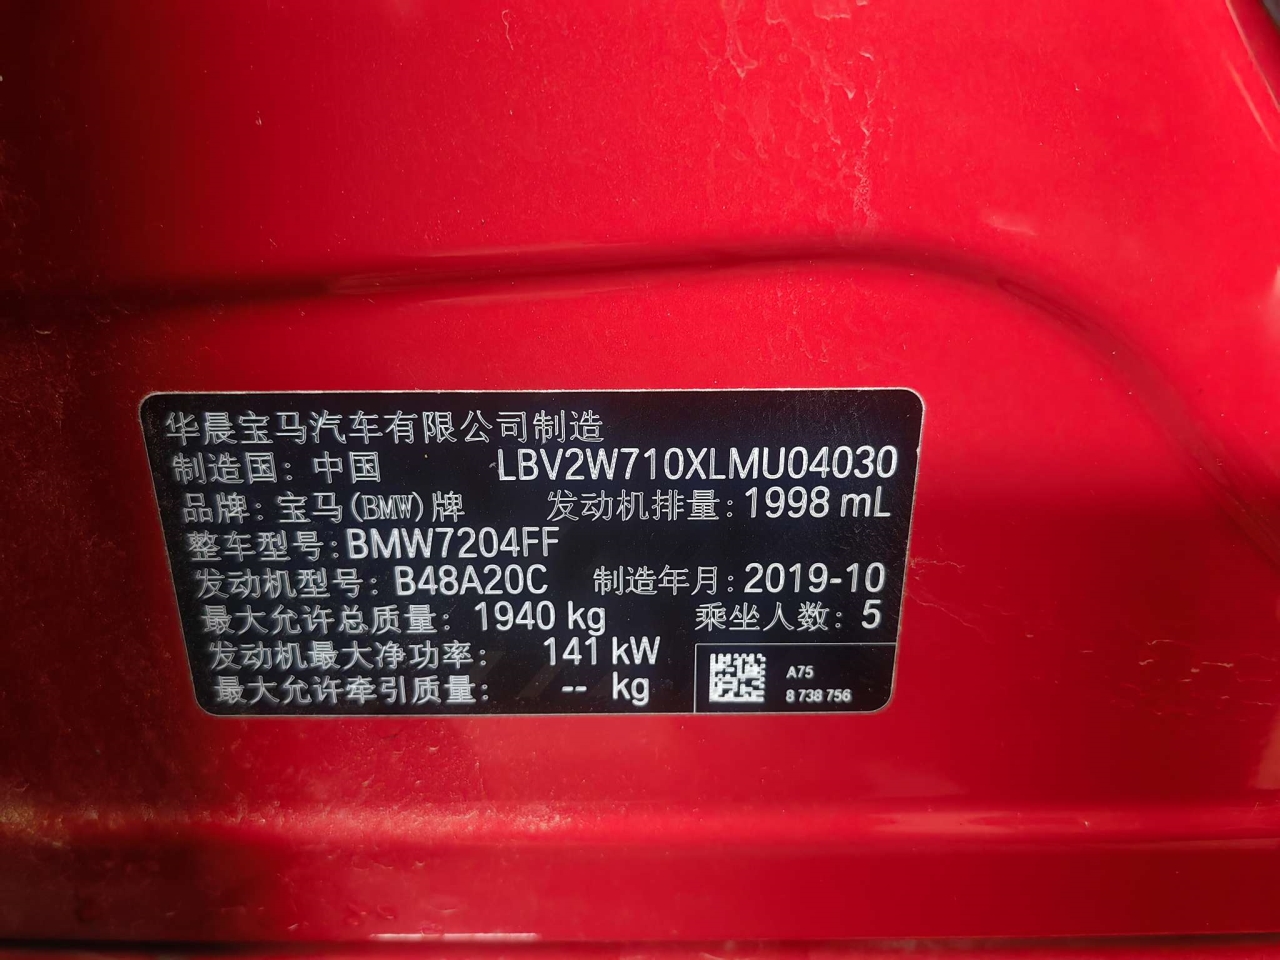 华晨宝马汽车有限公司制造
制造国: 中国 LBV2W710XLMU04030
品牌: 宝马(BMW)牌 发动机排量: 1998 mL
整车型号: BMW7204FF
发动机型号: B48A20C 制造年月: 2019-10
最大允许总质量: 1940 kg 乘坐人数: 5
发动机最大净功率: 141 kW
最大允许牵引质量: -- kg
A75
8 738 756